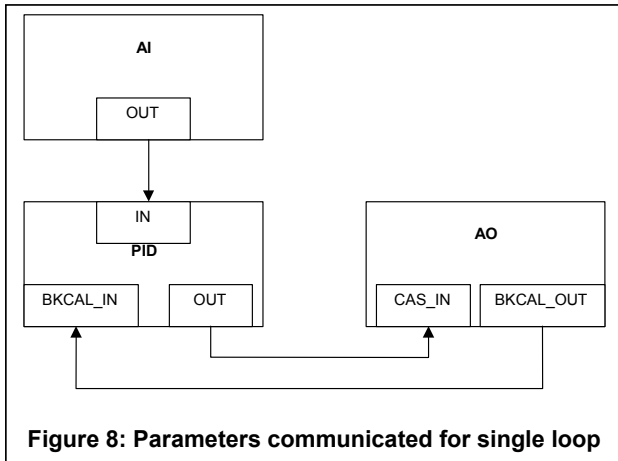 AI
OUT
IN
PID
BKCAL_IN
OUT
AO
CAS_IN
BKCAL_OUT
Figure 8: Parameters communicated for single loop